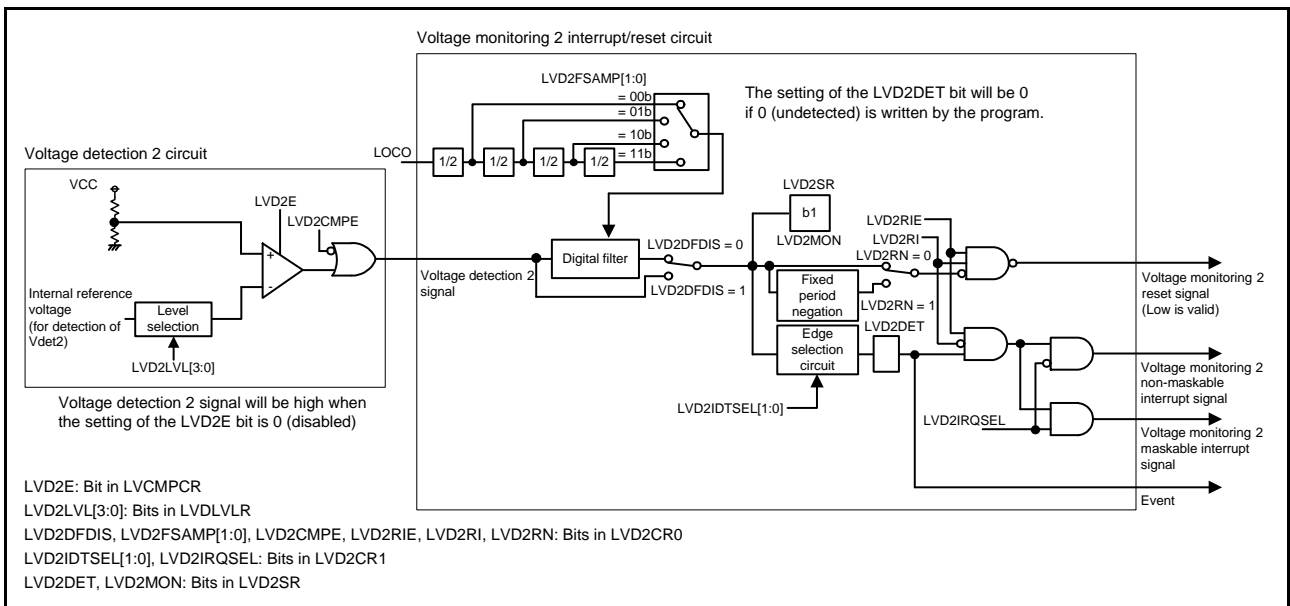 Voltage monitoring 2 interrupt/reset circuit
LVD2FSAMP[1:0]
= 00b
= 01b
= 10b
= 11b
The setting of the LVD2DET bit will be 0
if 0 (undetected) is written by the program.
LOCO
1/2
1/2
1/2
1/2
Voltage detection 2 circuit
VCC
LVD2E
LVD2CMPE
+
-
Internal reference
voltage
(for detection of
Vdet2)
Level
selection
LVD2LVL[3:0]
Voltage detection 2 signal will be high when
the setting of the LVD2E bit is 0 (disabled)
Voltage detection 2
signal
Digital filter
LVD2DFDIS = 0
LVD2DFDIS = 1
LVD2SR
b1
LVD2MON
Fixed
period
negation
LVD2RIE
LVD2RI
LVD2RN = 0
LVD2RN = 1
Edge
selection
circuit
LVD2DET
LVD2IDTSEL[1:0]
LVD2IRQSEL
Voltage monitoring 2
reset signal
(Low is valid)
Voltage monitoring 2
non-maskable
interrupt signal
Voltage monitoring 2
maskable interrupt
signal
Event
LVD2E: Bit in LVCMPCR
LVD2LVL[3:0]: Bits in LVDLVLR
LVD2DFDIS, LVD2FSAMP[1:0], LVD2CMPE, LVD2RIE, LVD2RI, LVD2RN: Bits in LVD2CR0
LVD2IDTSEL[1:0], LVD2IRQSEL: Bits in LVD2CR1
LVD2DET, LVD2MON: Bits in LVD2SR